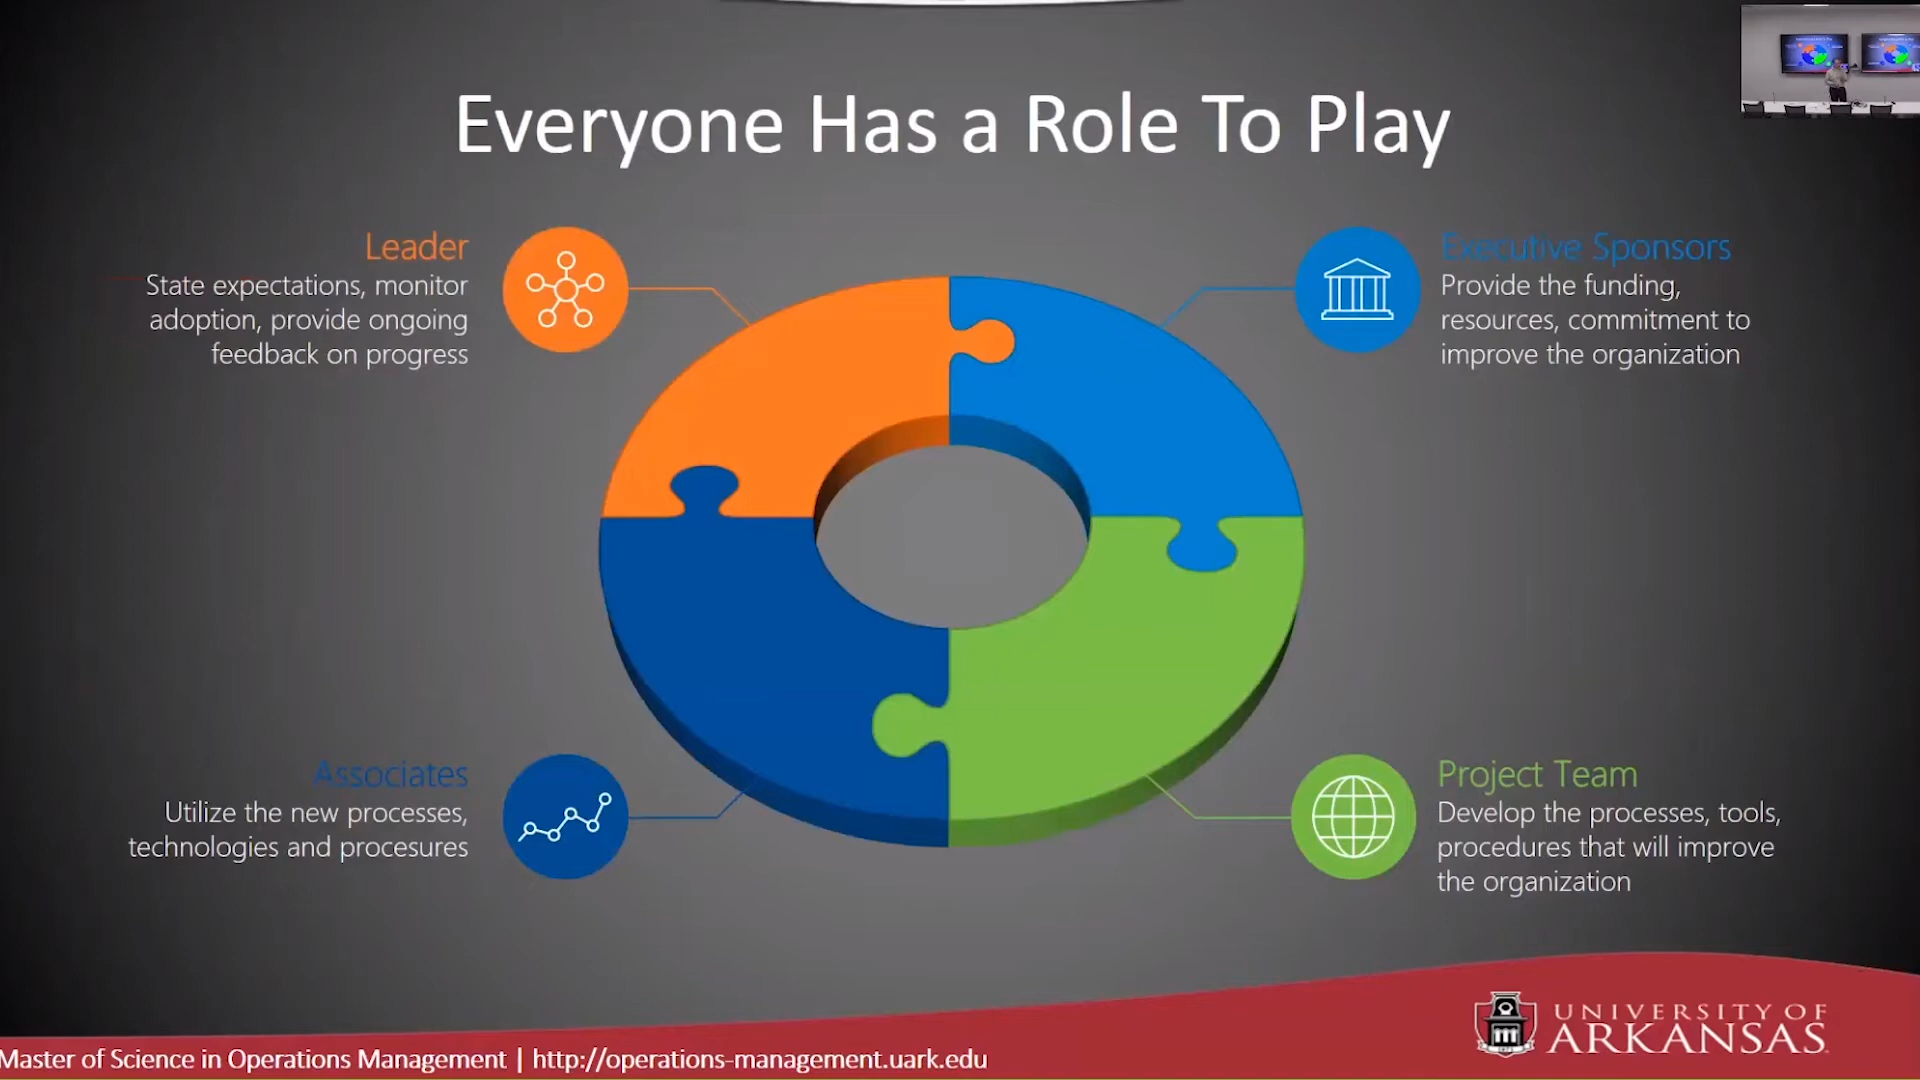 Everyone Has a Role To Play
Leader
State expectations, monitor
adoption, provide ongoing
feedback on progress
Executive Sponsors
Provide the funding,
resources, commitment to
improve the organization
Associates
Utilize the new processes,
technologies and procesures
Project Team
Develop the processes, tools,
procedures that will improve
the organization
UNIVERSITY OF
ARKANSAS
Master of Science in Operations Management | http://operations-management.uark.edu